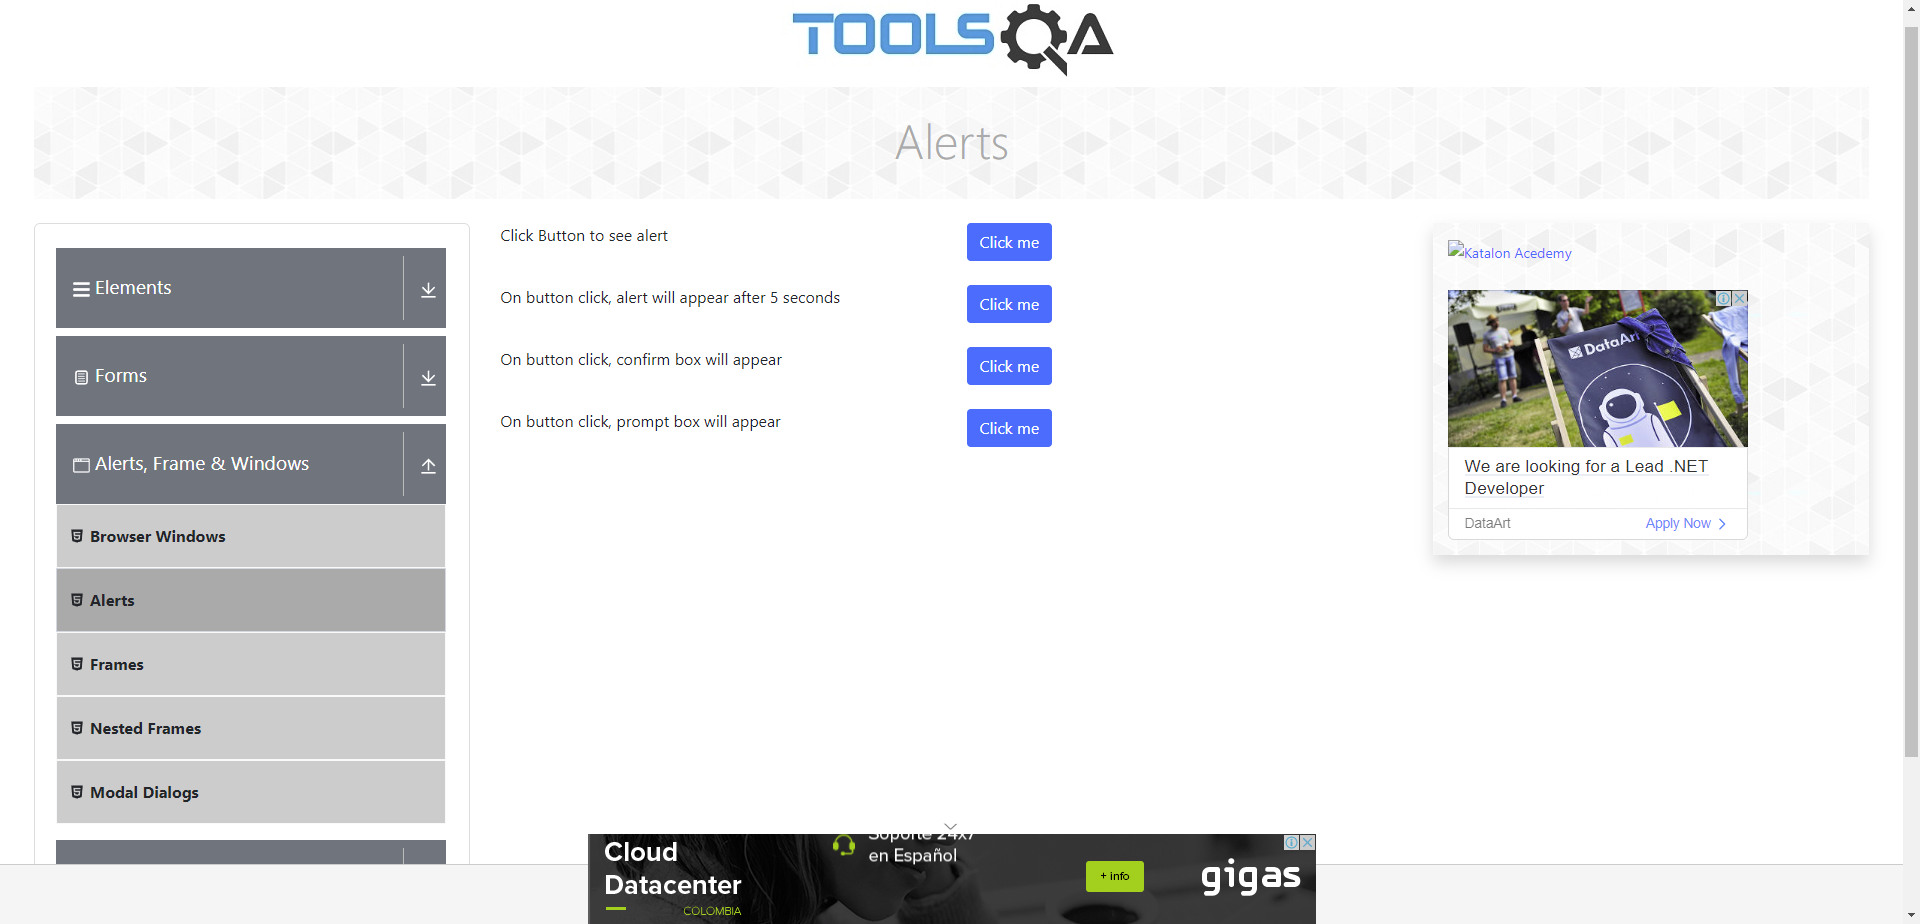 TOOLSQA
Alerts
Elements
Forms
Alerts, Frame & Windows
Browser Windows
Alerts
Frames
Nested Frames
Modal Dialogs
Click Button to see alert
Click me
On button click, alert will appear after 5 seconds
Click me
On button click, confirm box will appear
Click me
On button click, prompt box will appear
Click me
Katalon Acedemy
DataArt
We are looking for a Lead .NET
Developer
DataArt
Apply Now
Cloud
Datacenter
COLOMBIA
Soporte 24x7
en Español
+ info
gigas